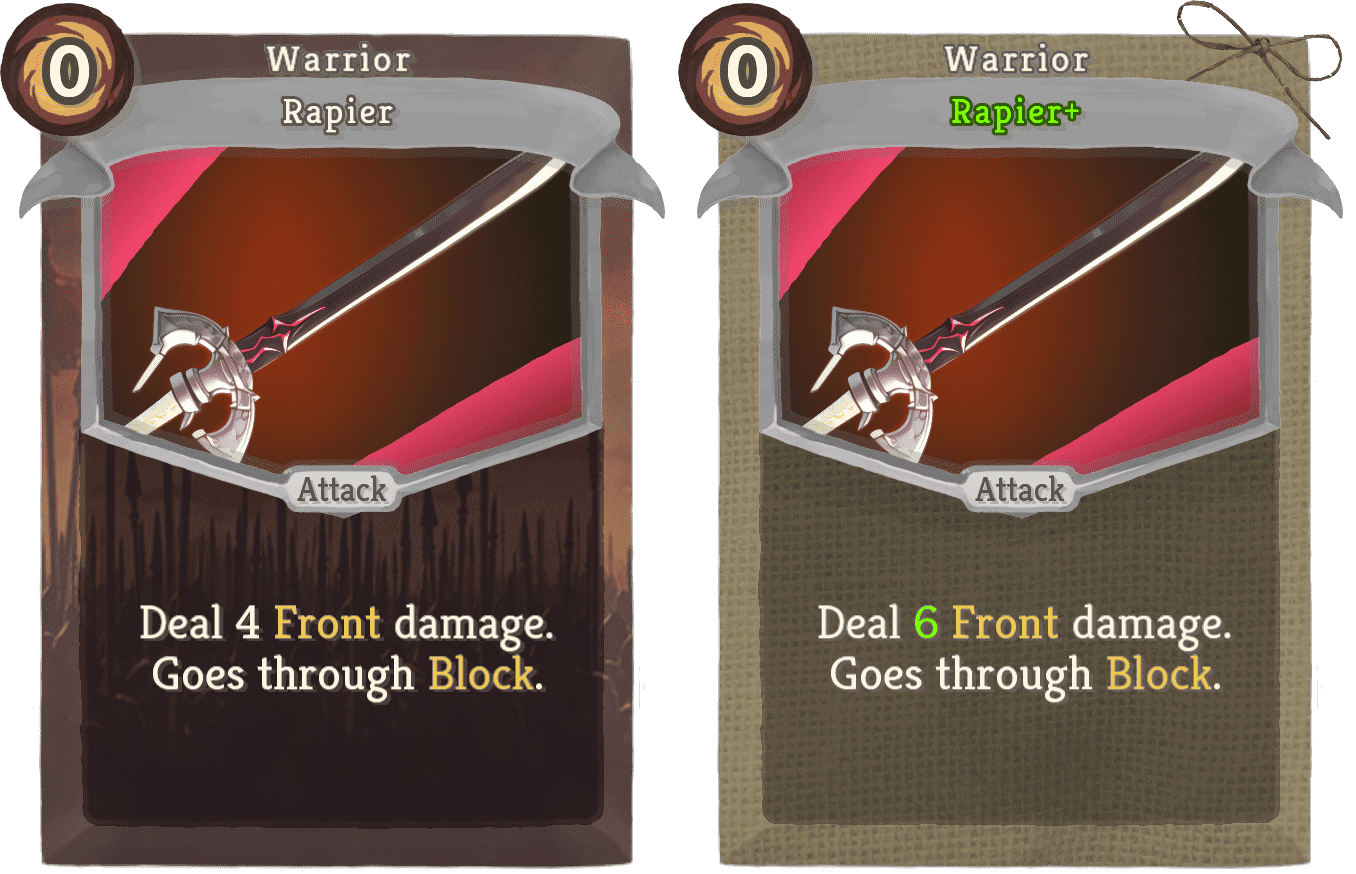 0
Warrior
Rapier
Attack
Deal 4 Front damage.
Goes through Block.
0
Warrior
Rapier+
Attack
Deal 6 Front damage.
Goes through Block.